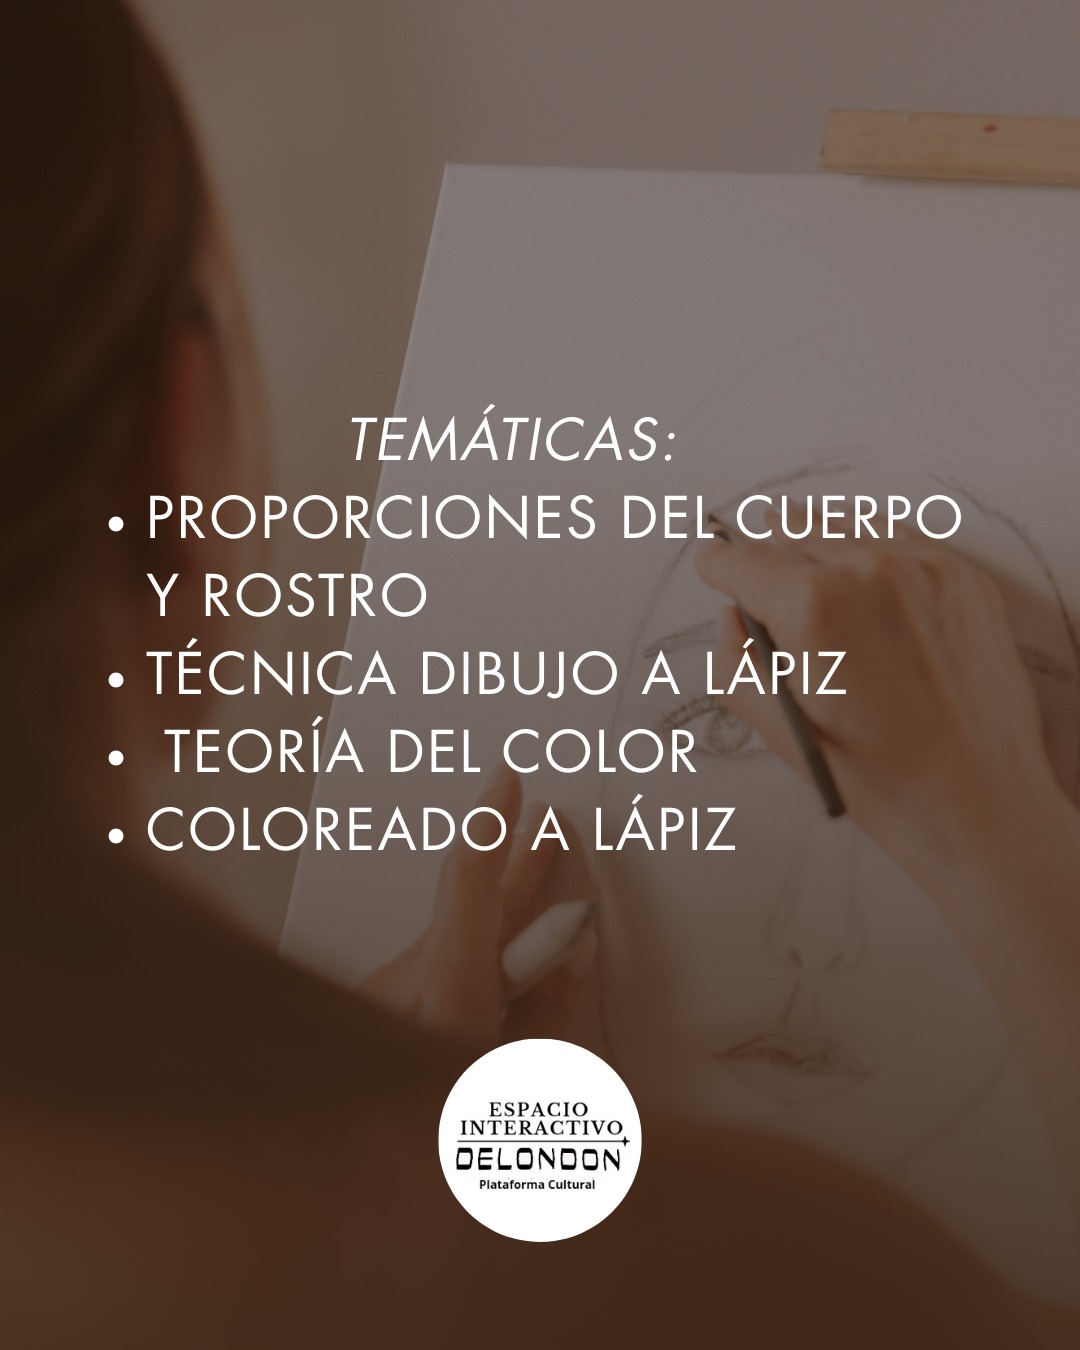 TEMÁTICAS:
• PROPORCIONES DEL CUERPO
Y ROSTRO
• TÉCNICA DIBUJO A LÁPIZ
• TEORÍA DEL COLOR
• COLOREADO A LÁPIZ
ESPACIO
INTERACTIVO
DELONDON
Plataforma Cultural